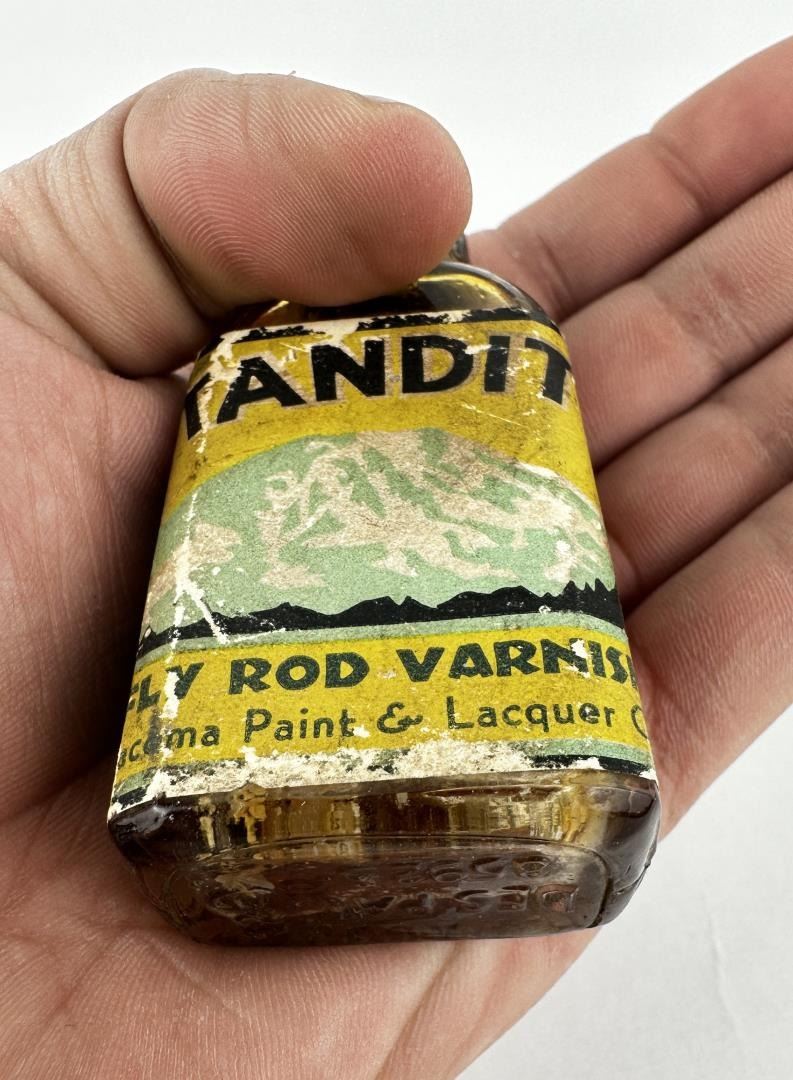 TANDIT
FLY ROD VARNIS
acoma Paint & Lacquer C